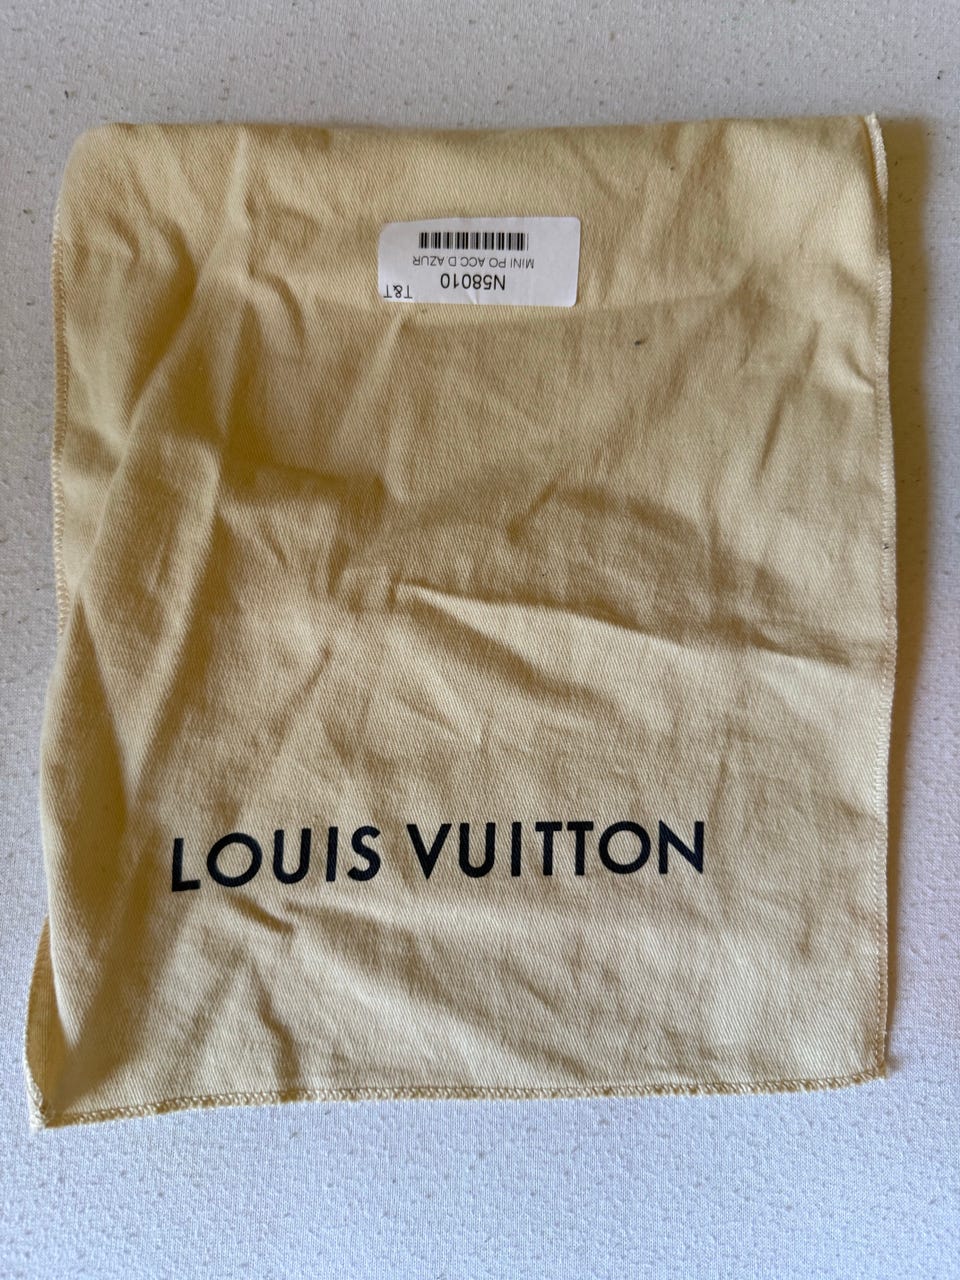 T&T
N58010
MINI PO ACC D AZUR
LOUIS VUITTON